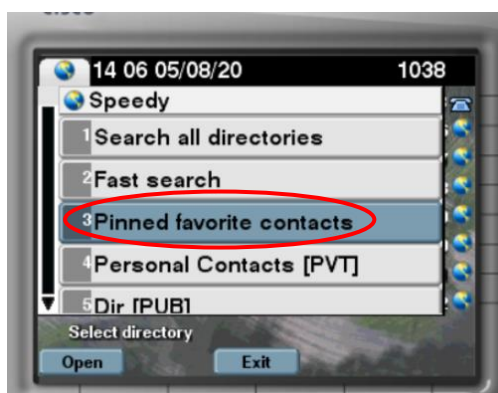 14 06 05/08/20 1038
Speedy
1 Search all directories
2 Fast search
3 Pinned favorite contacts
4 Personal Contacts [PVT]
5 Dir [PUB]
Select directory
Open Exit